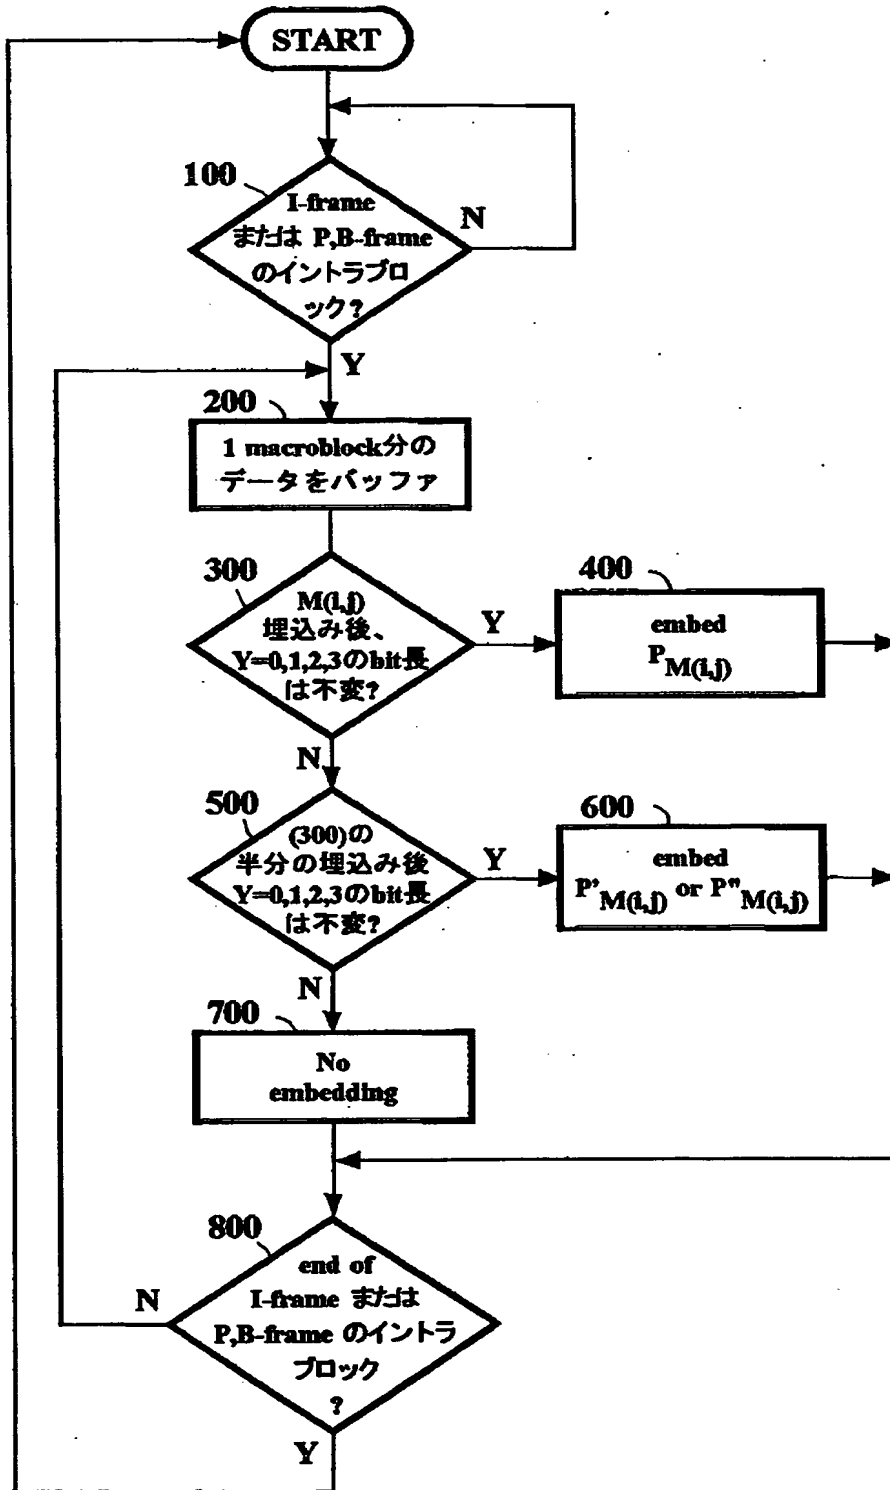 START
100
I-frame
または P,B-frame
のイントラブロ
ック?
N
Y
200
1 macroblock分の
データをバッファ
300
M(i,j)
埋込み後、
Y=0,1,2,3のbit長
は不変?
Y
N
400
embed
P M(i,j)
500
(300)の
半分の埋込み後
Y=0,1,2,3のbit長
は不変?
Y
N
600
embed
P' M(i,j) or P" M(i,j)
700
No
embedding
800
end of
I-frame または
P,B-frame のイントラ
ブロック
?
N
Y